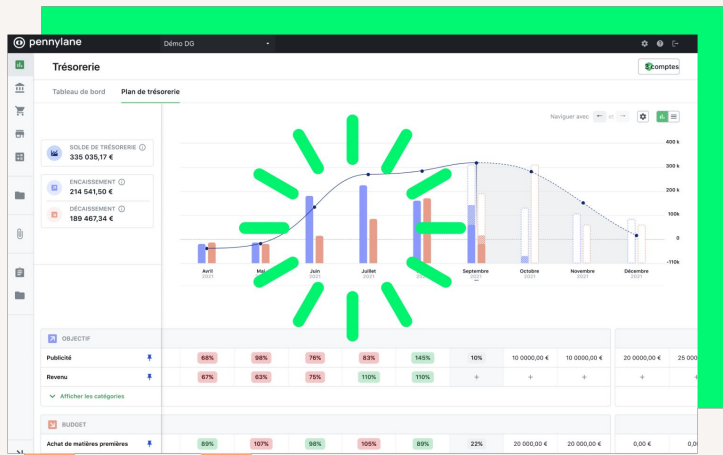 pennylane
Démo DG
Trésorerie
comptes
Tableau de bord Plan de trésorerie
Naviguer avec ← et →
SOLDE DE TRÉSORERIE
335 035,17 €
ENCAISSEMENT
214 541,50 €
DÉCAISSEMENT
189 467,34 €
400 k
300 k
200 k
100k
0
-110k
Avril Mai Juin Juillet Septembre Octobre Novembre Décembre
2021 2021 2021 2021 2021 2021 2021 2021
OBJECTIF
Publicité 68% 98% 76% 83% 145% 10% 10 0000,00 € 10 0000,00 € 20 0000,00 € 25 000
Revenu 67% 63% 75% 110% 110% + + + +
Afficher les catégories
BUDGET
Achat de matières premières 89% 107% 98% 105% 89% 22% 20 000,00 € 20 000,00 € 0,00 € 0,0